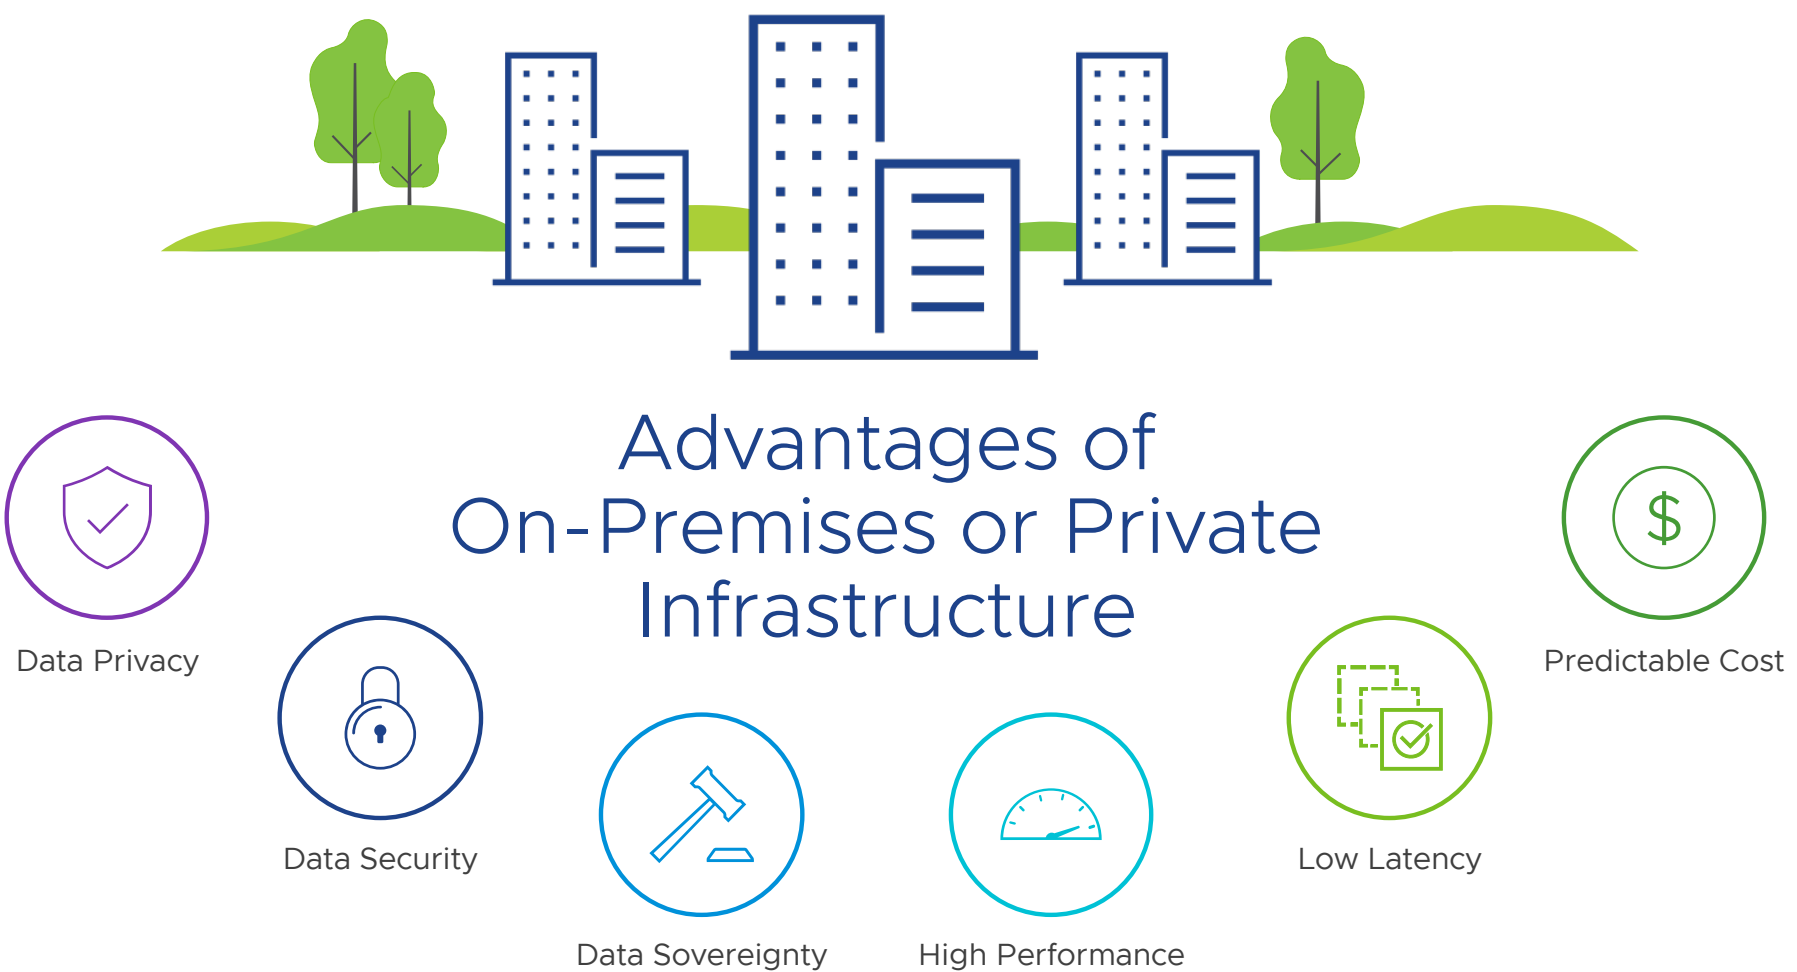 Advantages of
On-Premises or Private
Infrastructure
Data Privacy
Data Security
Data Sovereignty
High Performance
Low Latency
Predictable Cost
$